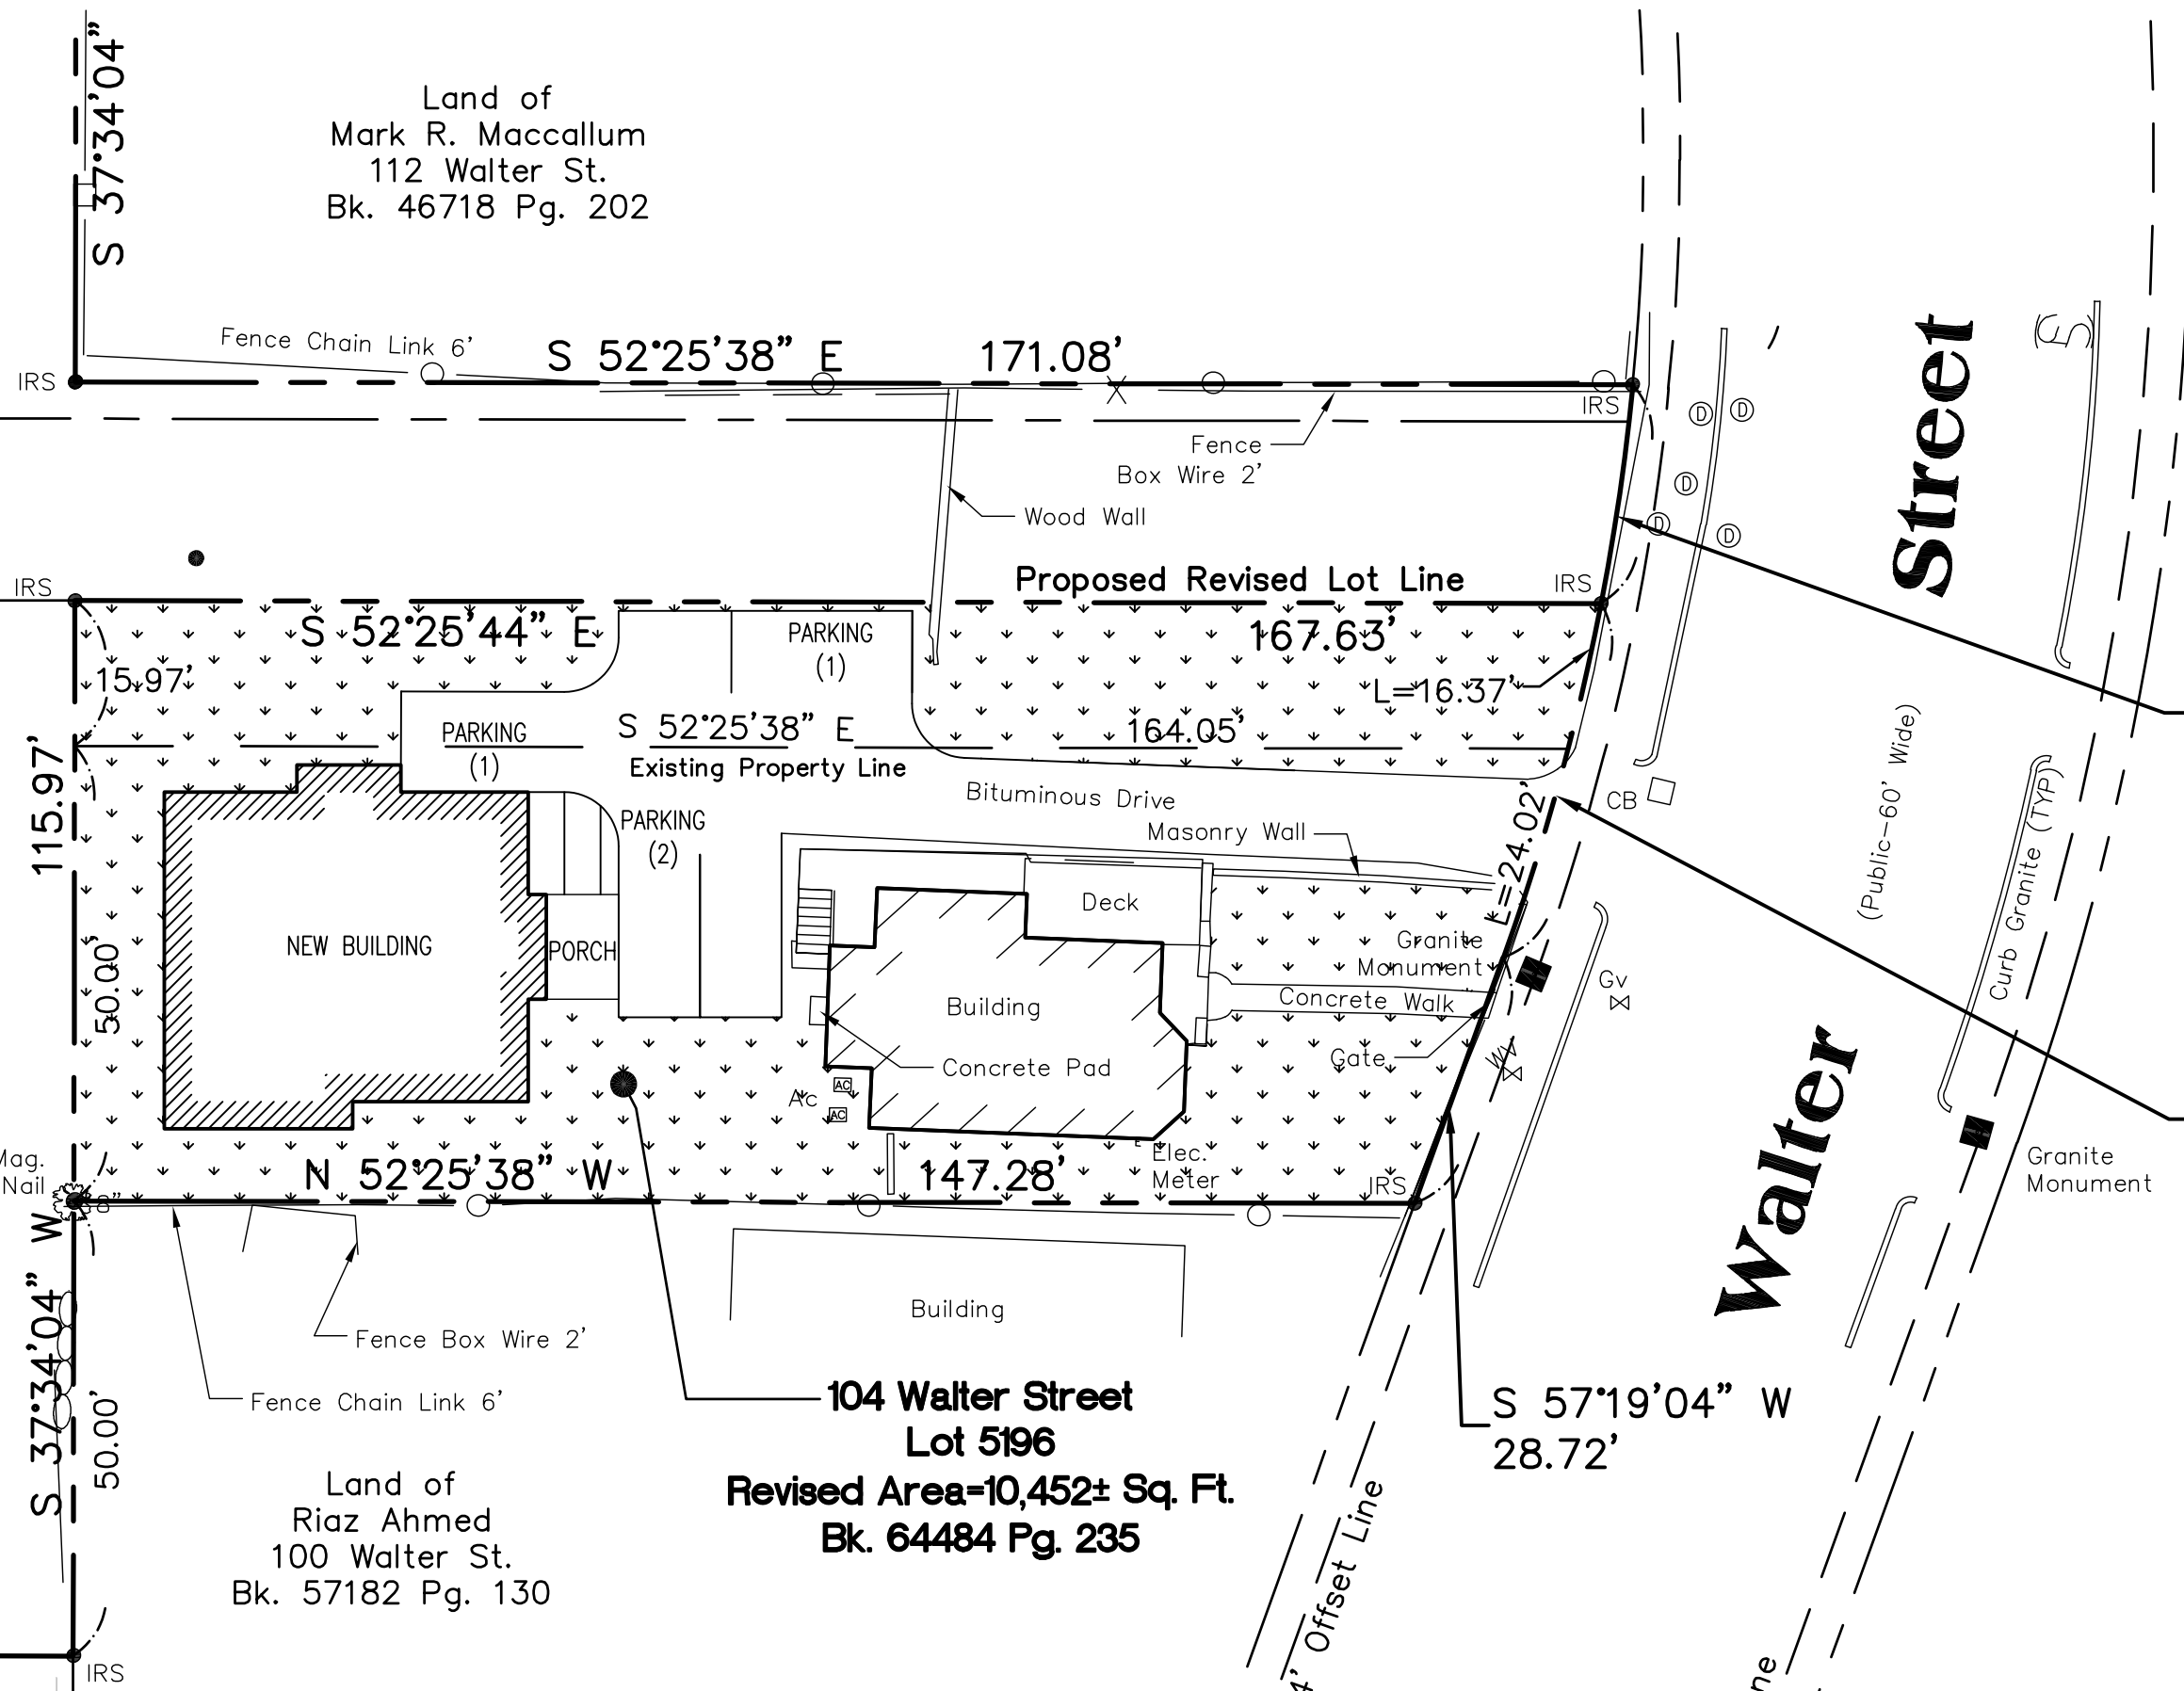 S 37°34'04"
Land of
Mark R. Maccallum
112 Walter St.
Bk. 46718 Pg. 202
Fence Chain Link 6'
S 52°25'38" E 171.08'
IRS
IRS
Fence
Box Wire 2'
Wood Wall
D
D
D
D
D
Street
S
IRS
Proposed Revised Lot Line
IRS
S 52°25'44" E
167.63'
PARKING
(1)
15.97'
L=16.37'
PARKING
(1)
S 52°25'38" E
164.05'
Existing Property Line
115.97'
Bituminous Drive
CB
(Public-60' Wide)
PARKING
(2)
Masonry Wall
L=24.02'
Curb Granite (TYP)
Deck
NEW BUILDING
PORCH
50.00'
Granite
Monument
Gv
Building
Concrete Walk
Concrete Pad
Gate
WV
Ac
AC
AC
Walter
E
Elec.
Meter
Mag.
Nail
8"
N 52°25'38" W
147.28'
IRS
Granite
Monument
Building
Fence Box Wire 2'
Fence Chain Link 6'
S 37°34'04" W
50.00'
104 Walter Street
Lot 5196
Revised Area=10,452± Sq. Ft.
Bk. 64484 Pg. 235
S 57°19'04" W
28.72'
Land of
Riaz Ahmed
100 Walter St.
Bk. 57182 Pg. 130
4' Offset Line
ne
IRS